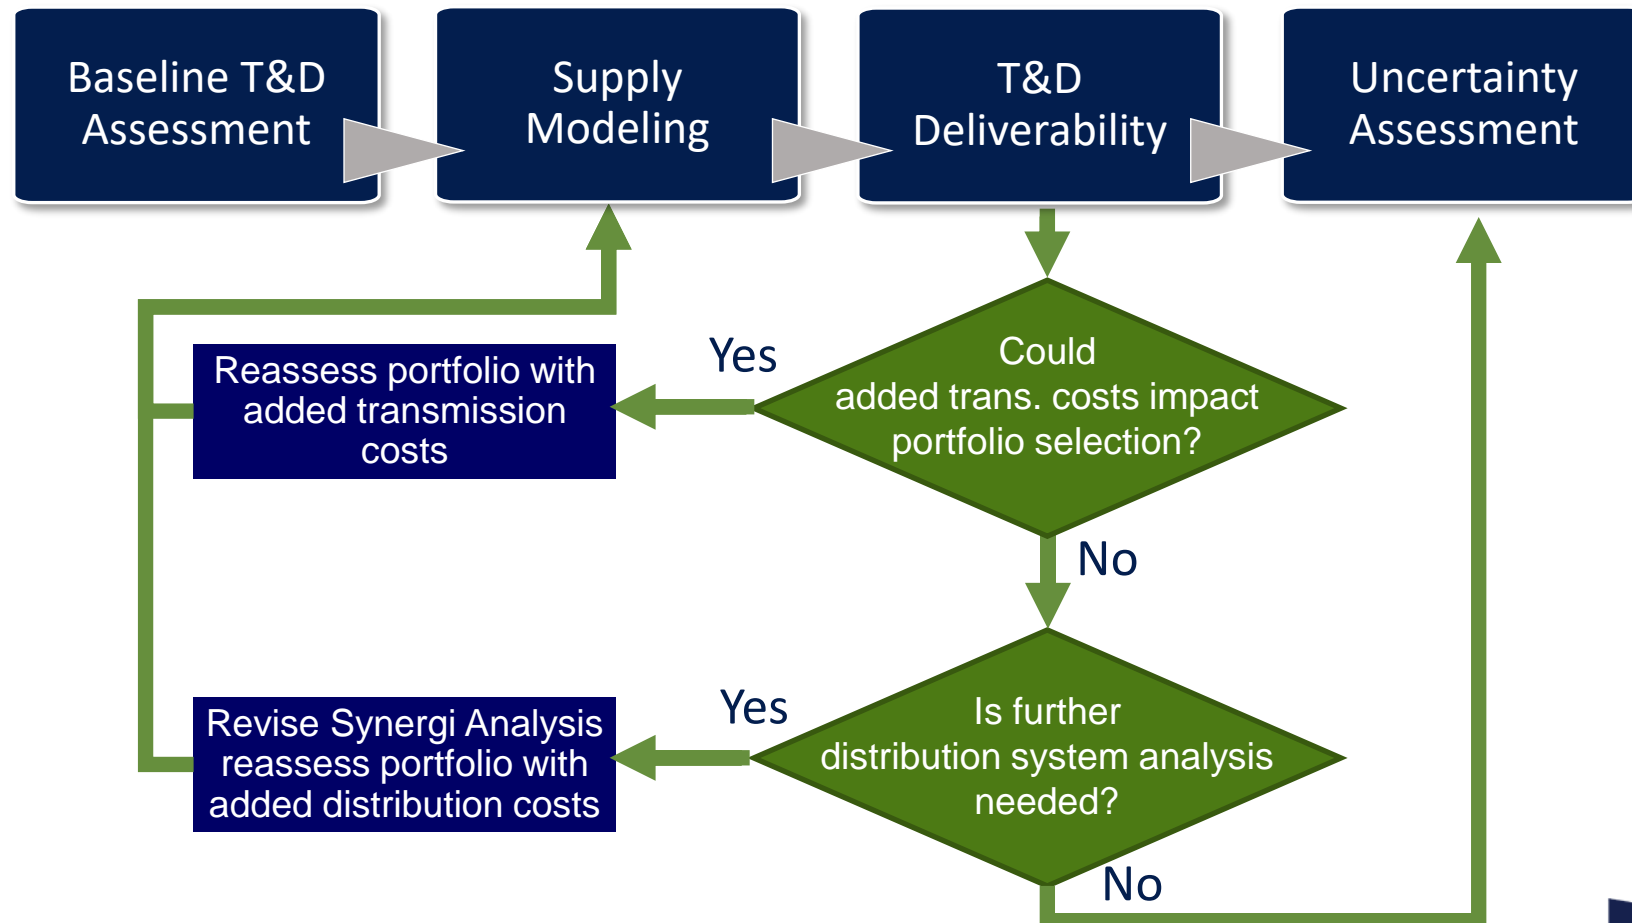 Baseline T&D
Assessment
Supply
Modeling
T&D
Deliverability
Uncertainty
Assessment
Could
added trans. costs impact
portfolio selection?
Yes
Reassess portfolio with
added transmission
costs
No
Is further
distribution system analysis
needed?
Yes
Revise Synergi Analysis
reassess portfolio with
added distribution costs
No